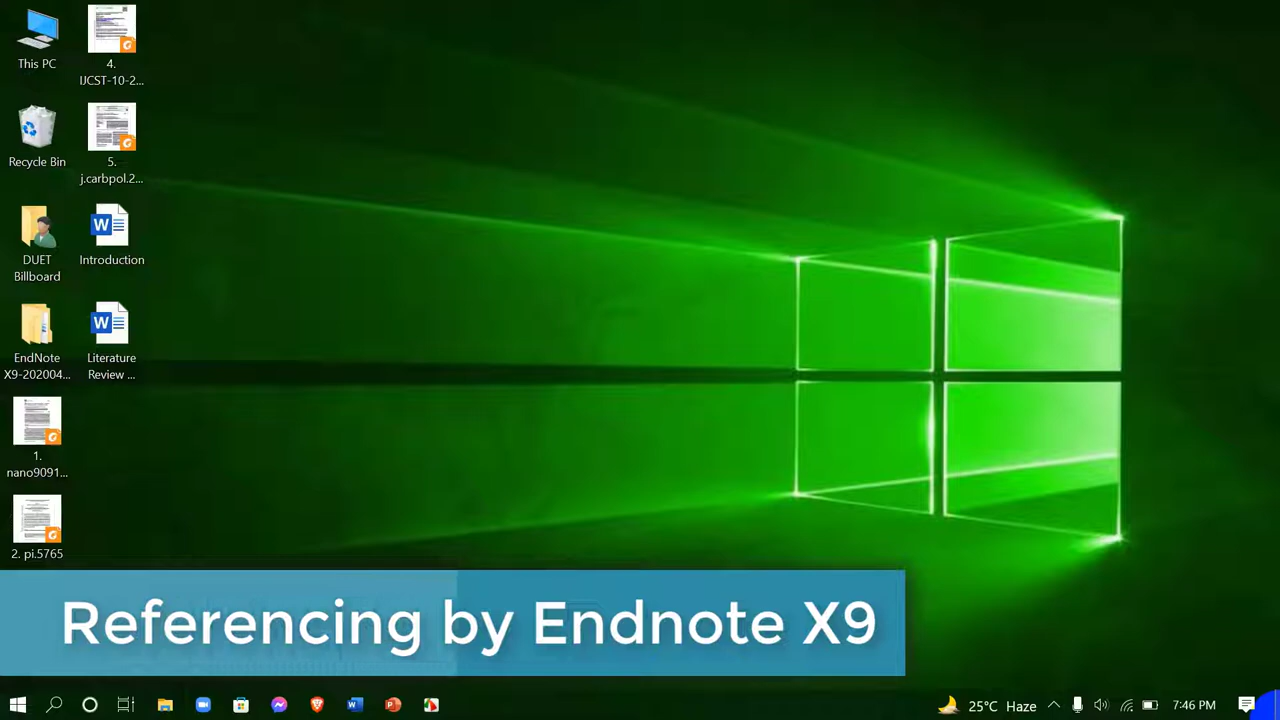 This PC
4.
IJCST-10-2...
Recycle Bin
5.
j.carbpol.2...
DUET
Billboard
Introduction
EndNote
X9-202004...
Literature
Review ...
1.
nano9091...
2. pi.5765
Referencing by Endnote X9
25°C Haze
7:46 PM